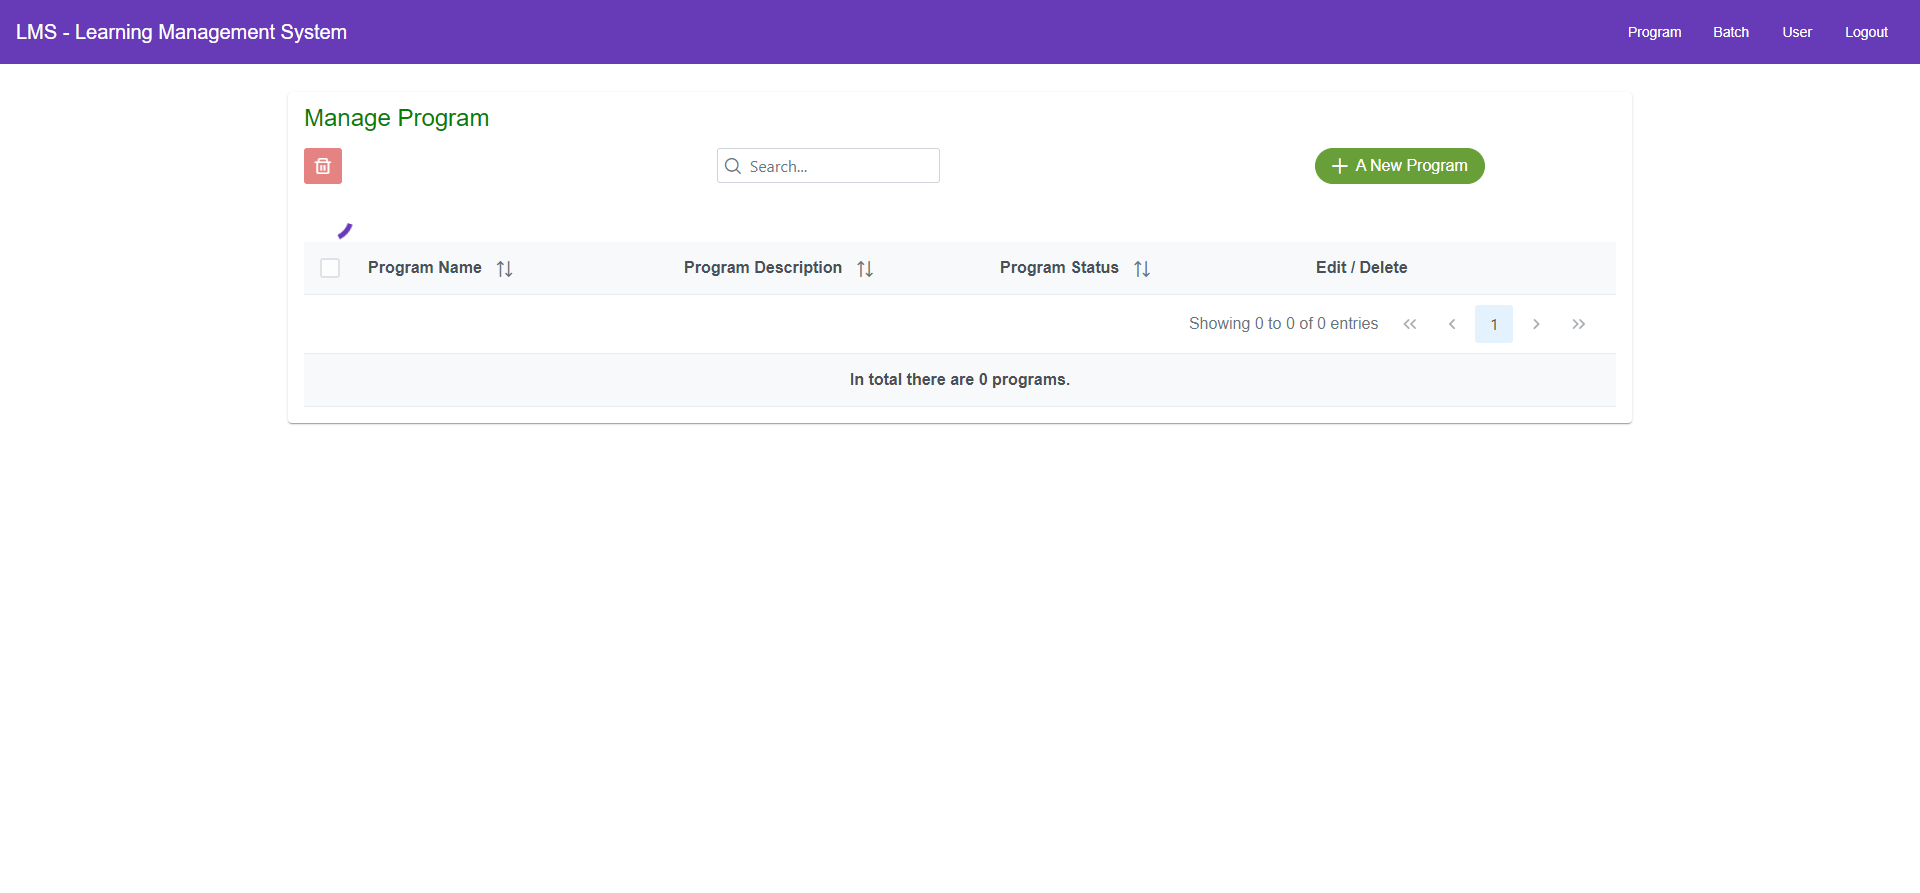 LMS - Learning Management System
Program Batch User Logout
Manage Program
Search...
A New Program
Program Name Program Description Program Status Edit / Delete
Showing 0 to 0 of 0 entries 1
In total there are 0 programs.